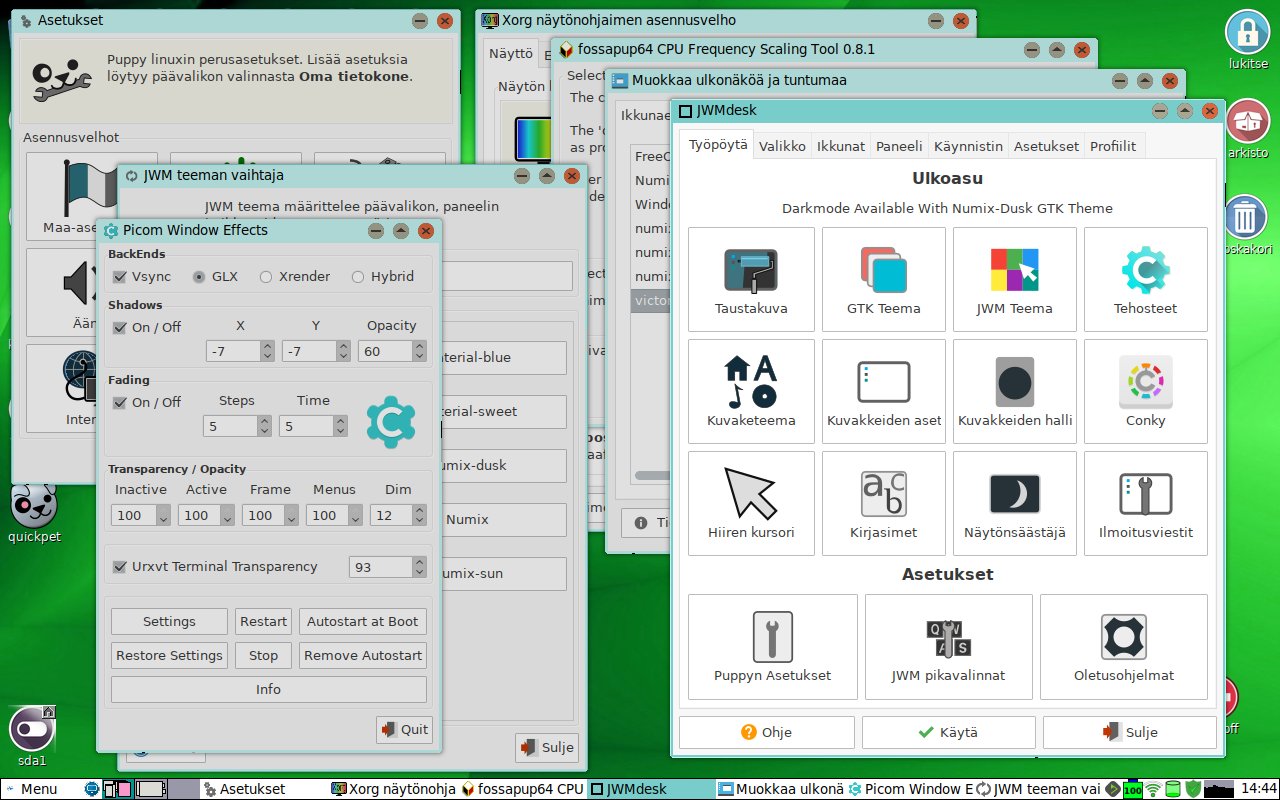 Asetukset
Puppy linuxin perusasetukset. Lisää asetuksia
löytyy päävalikon valinnasta Oma tietokone.
Asennusvelhot
Maa-ase
Ään
Inter
Xorg näytönohjaimen asennusvelho
Näyttö
Näytön
fossapup64 CPU Frequency Scaling Tool 0.8.1
Selec
The c
The 'c
as pro
Muokkaa ulkonäköä ja tuntumaa
Ikkunae
FreeC
Numi
Wind
numi
numix
numix
victor
Ti
JWM teeman vaihtaja
JWM teema määrittelee päävalikon, paneelin
aterial-blue
aterial-sweet
umix-dusk
Numix
umix-sun
Sulje
Picom Window Effects
BackEnds
Vsync GLX Xrender Hybrid
Shadows
On / Off X Y Opacity
-7 -7 60
Fading
On / Off Steps Time
5 5
Transparency / Opacity
Inactive Active Frame Menus Dim
100 100 100 100 12
Urxvt Terminal Transparency 93
Settings Restart Autostart at Boot
Restore Settings Stop Remove Autostart
Info
Quit
JWMdesk
Työpöytä Valikko Ikkunat Paneeli Käynnistin Asetukset Profiilit
Ulkoasu
Darkmode Available With Numix-Dusk GTK Theme
Taustakuva GTK Teema JWM Teema Tehosteet
Kuvaketeema Kuvakkeiden aset Kuvakkeiden halli Conky
Hiiren kursori Kirjasimet Näytönsäästäjä Ilmoitusviestit
Asetukset
Puppyn Asetukset JWM pikavalinnat Oletusohjelmat
Ohje Käytä Sulje
lukitse
arkisto
oskakori
off
quickpet
sda1
Menu Asetukset Xorg näytönohja fossapup64 CPU JWMdesk Muokkaa ulkonä Picom Window E JWM teeman vai 100 14:44